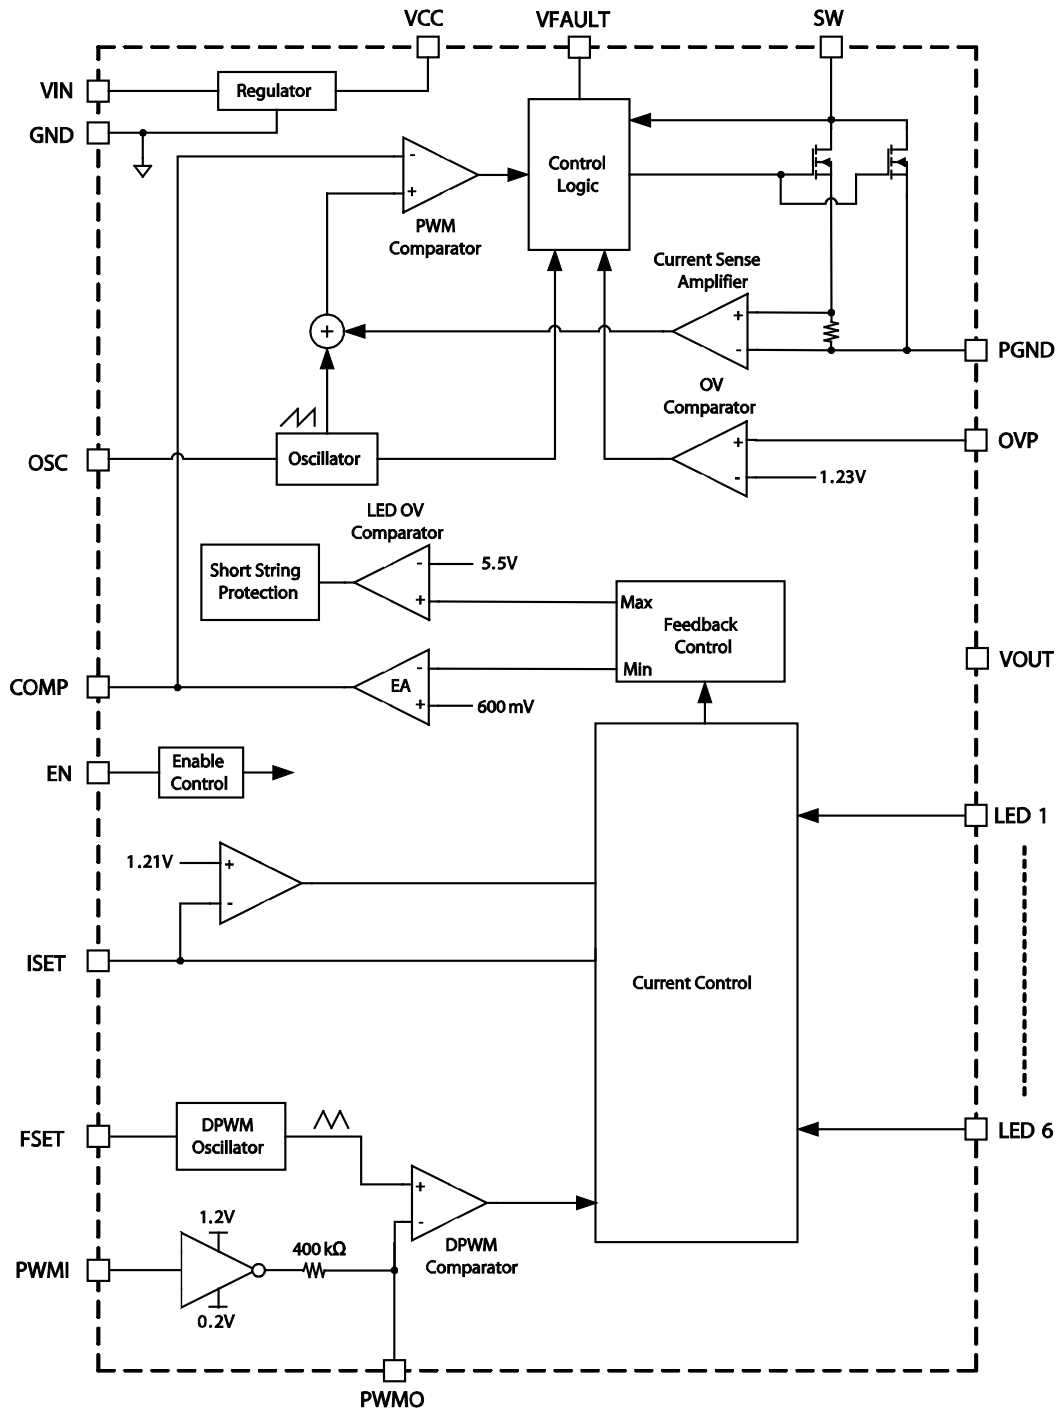 VCC
VFAULT
SW
VIN
Regulator
GND
-
+
PWM
Comparator
Control
Logic
Current Sense
Amplifier
+
-
+
PGND
OV
Comparator
+
-
1.23V
OVP
OSC
Oscillator
LED OV
Comparator
Short String
Protection
-
+
5.5V
Max
Feedback
Control
Min
VOUT
COMP
EA
-
+
600 mV
EN
Enable
Control
LED 1
1.21V
+
-
ISET
Current Control
FSET
DPWM
Oscillator
LED 6
+
-
DPWM
Comparator
1.2V
400 kΩ
PWMI
0.2V
PWMO